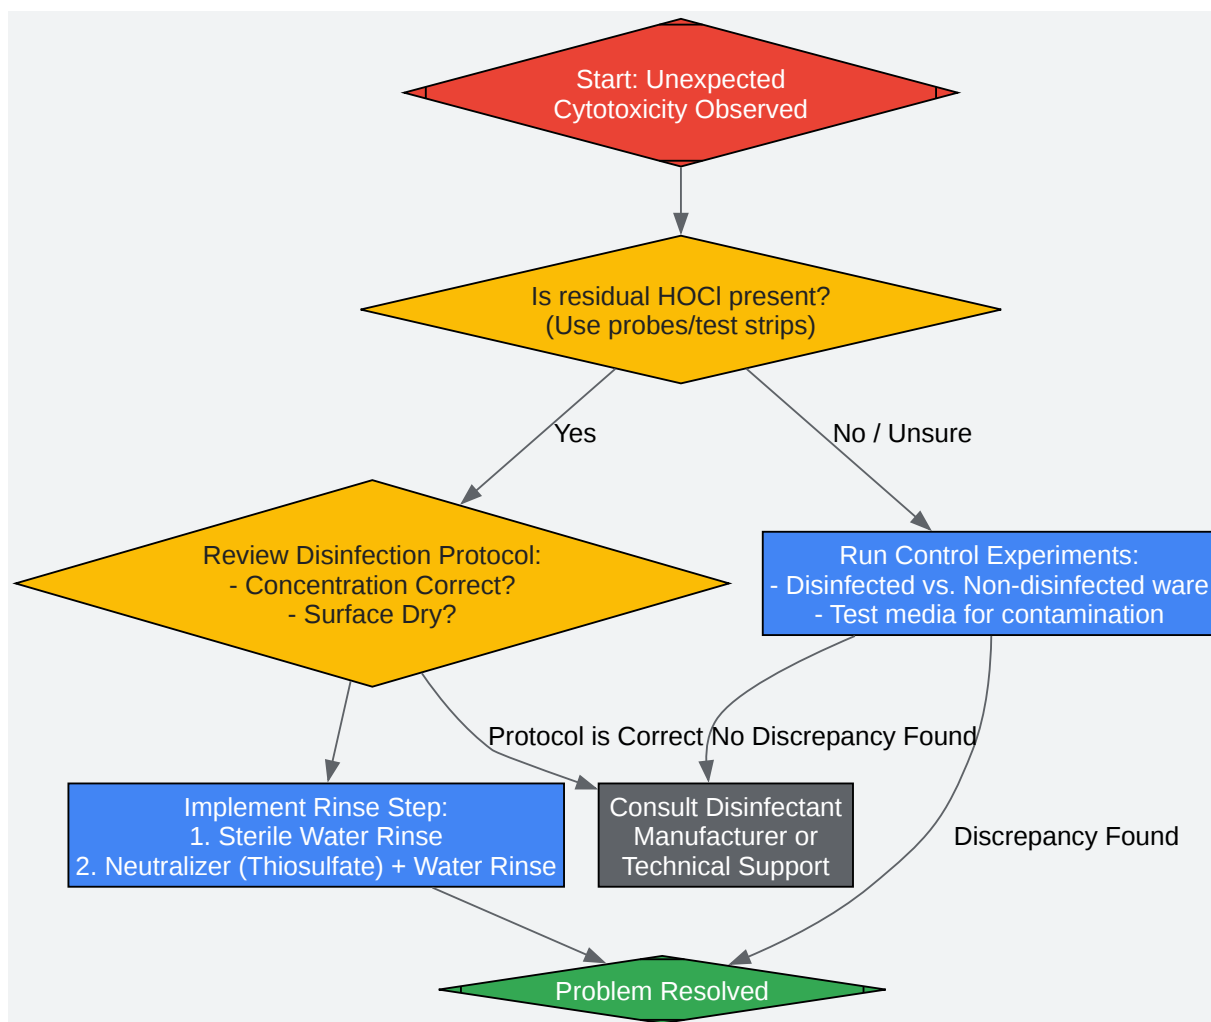 Start: Unexpected
Cytotoxicity Observed
Is residual HOCl present?
(Use probes/test strips)
Yes
No / Unsure
Review Disinfection Protocol:
- Concentration Correct?
- Surface Dry?
Run Control Experiments:
- Disinfected vs. Non-disinfected ware
- Test media for contamination
Protocol is Correct
No Discrepancy Found
Implement Rinse Step:
1. Sterile Water Rinse
2. Neutralizer (Thiosulfate) + Water Rinse
Consult Disinfectant
Manufacturer or
Technical Support
Discrepancy Found
Problem Resolved